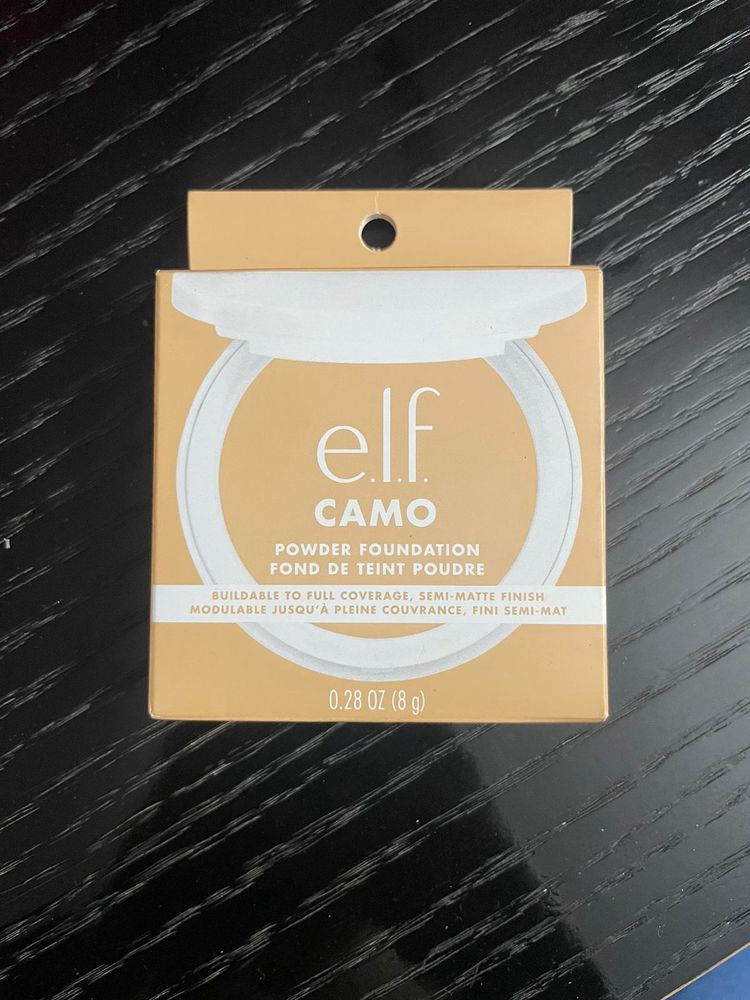 e.l.f.
CAMO
POWDER FOUNDATION
FOND DE TEINT POUDRE
BUILDABLE TO FULL COVERAGE, SEMI-MATTE FINISH
MODULABLE JUSQU'À PLEINE COUVRANCE, FINI SEMI-MAT
0.28 OZ (8 g)